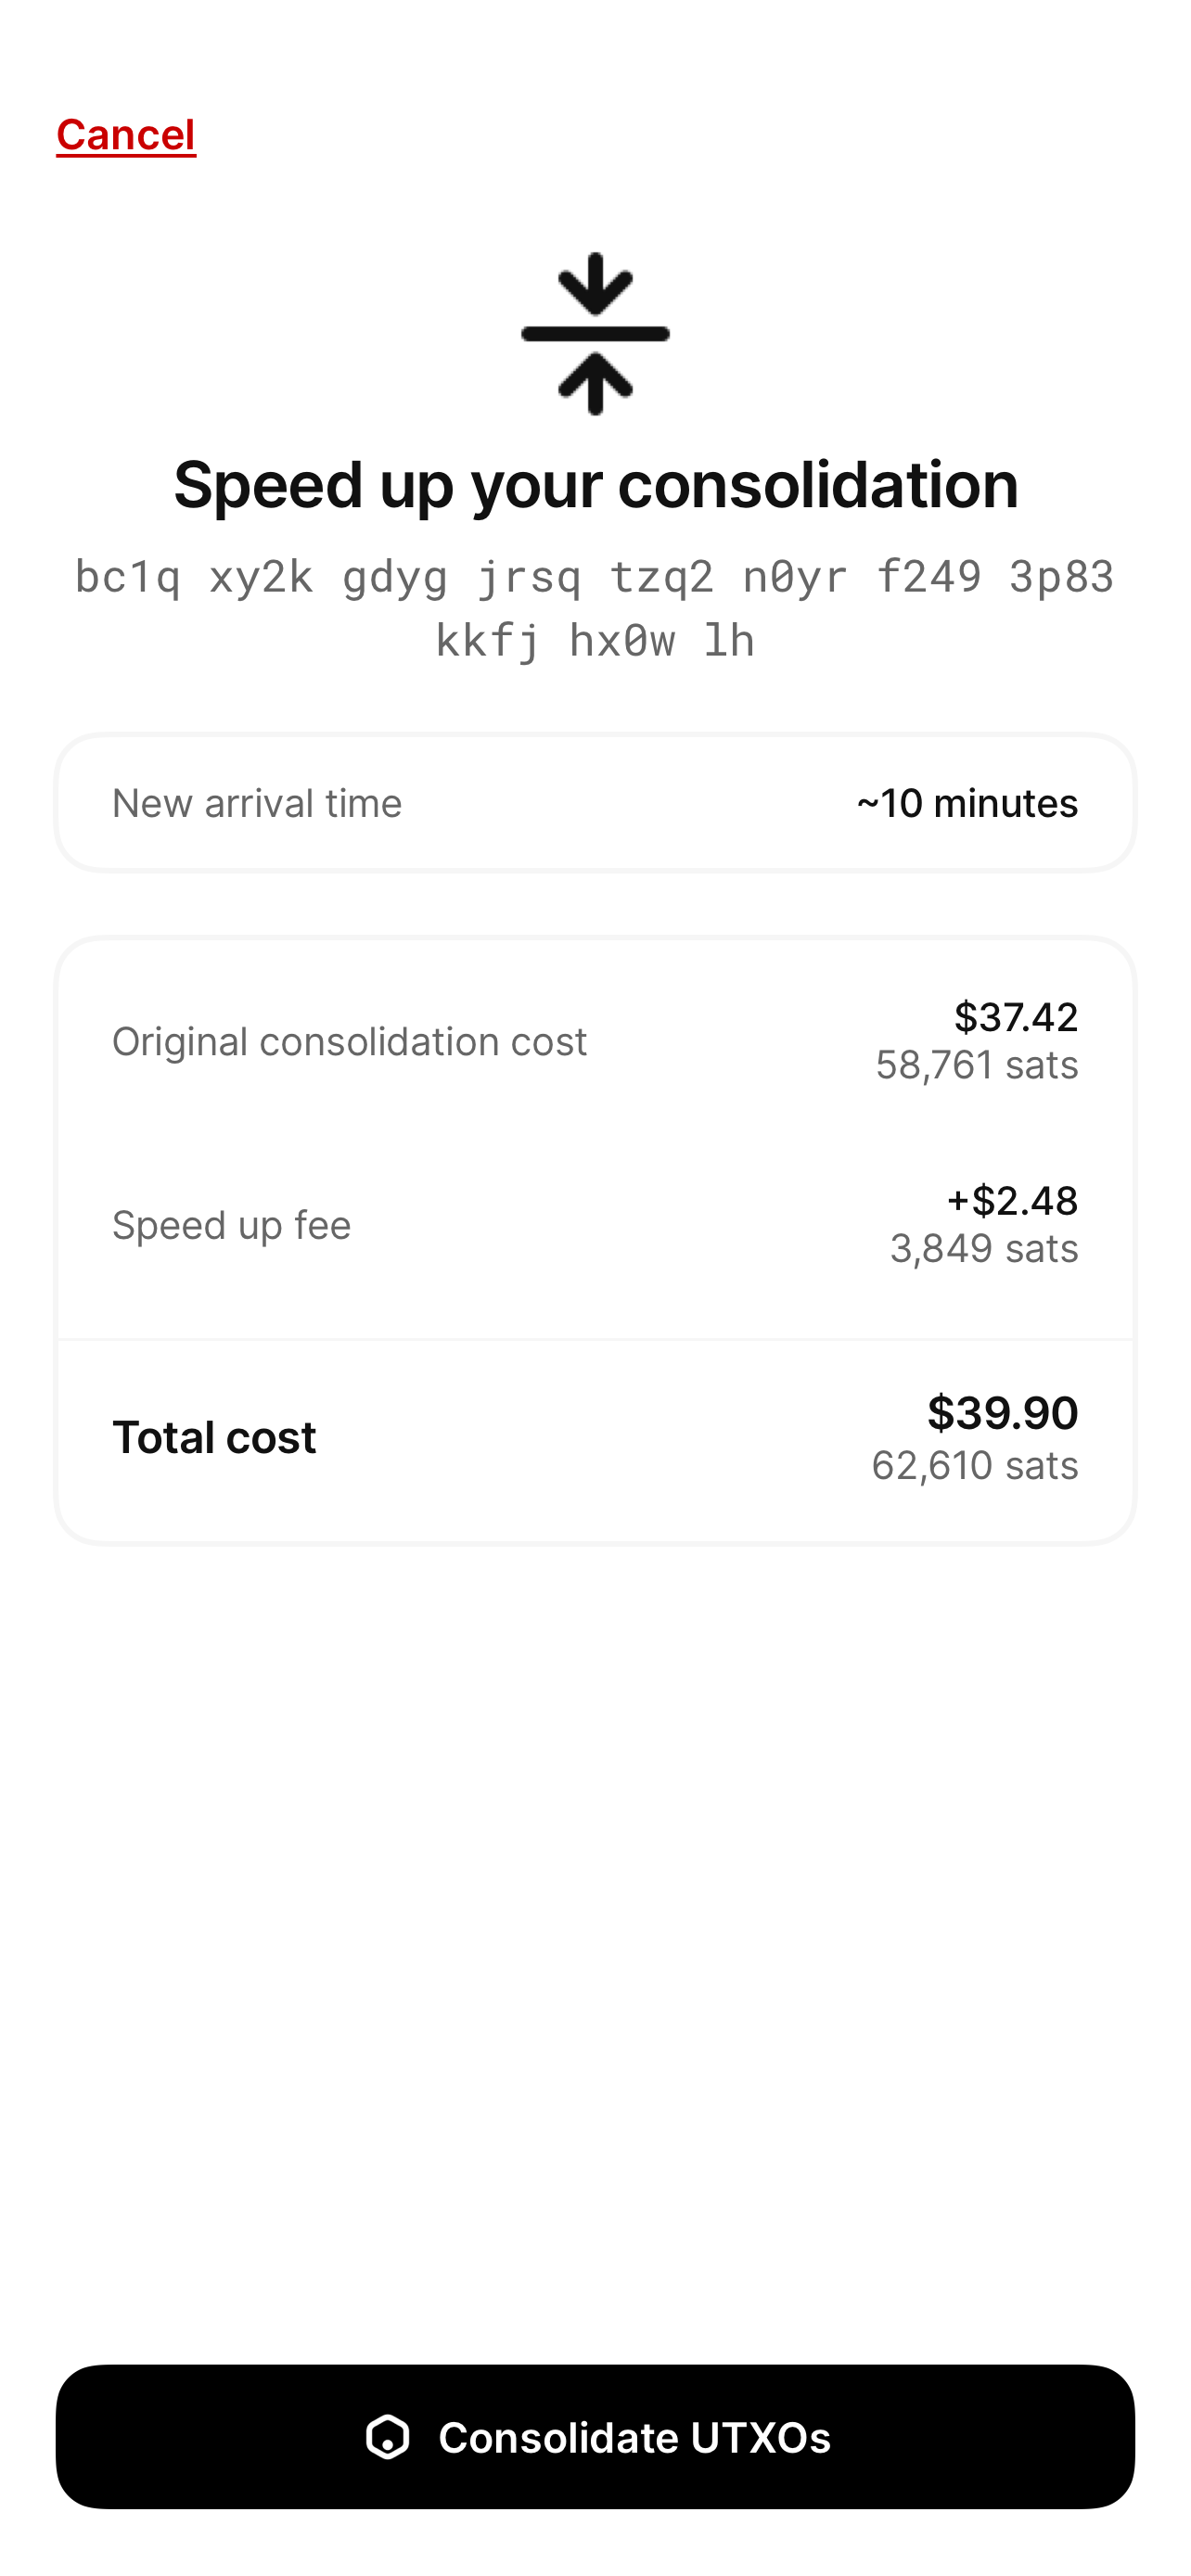 Cancel
Speed up your consolidation
bc1q xy2k gdyg jrsq tzq2 n0yr f249 3p83
kkfj hx0w lh
New arrival time ~10 minutes
Original consolidation cost
$37.42
58,761 sats
Speed up fee
+$2.48
3,849 sats
Total cost
$39.90
62,610 sats
Consolidate UTXOs